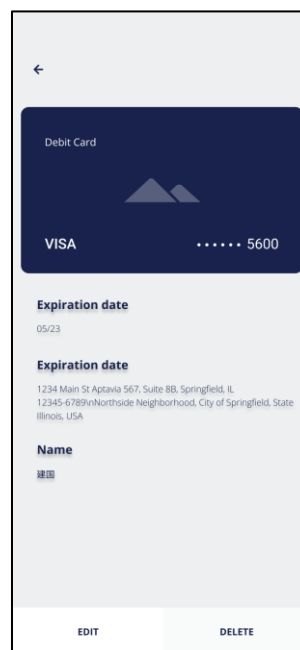 Debit Card
VISA
•••••• 5600
Expiration date
05/23
Expiration date
1234 Main St Aptavia 567, Suite 8B, Springfield, IL
12345-6789\nNorthside Neighborhood, City of Springfield, State
Illinois, USA
Name
建国
EDIT
DELETE